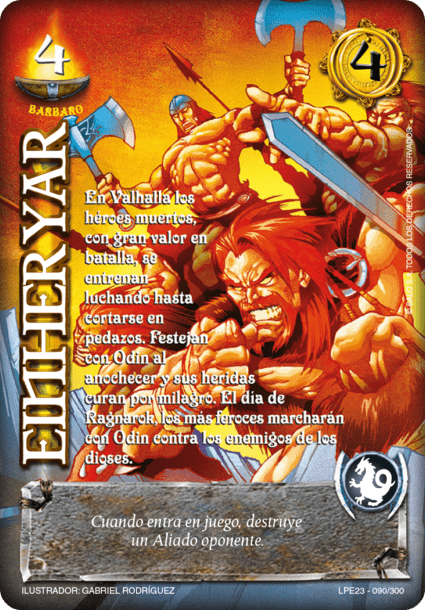 4
4
BARBARO
EINHERYAR
En Valhalla los
héroes muertos,
con gran valor en
batalla, se
entrenan
luchando hasta
cortarse en
pedazos. Festejan
con Odin al
anochecer y sus heridas
curan por milagro. El día de
Ragnarok, los más feroces marcharán
con Odin contra los enemigos de los
dioses.
Cuando entra en juego, destruye
un Aliado oponente.
TODOS LOS DERECHOS RESERVADOS.
ILUSTRADOR: GABRIEL RODRÍGUEZ
LPE23 - 090/300